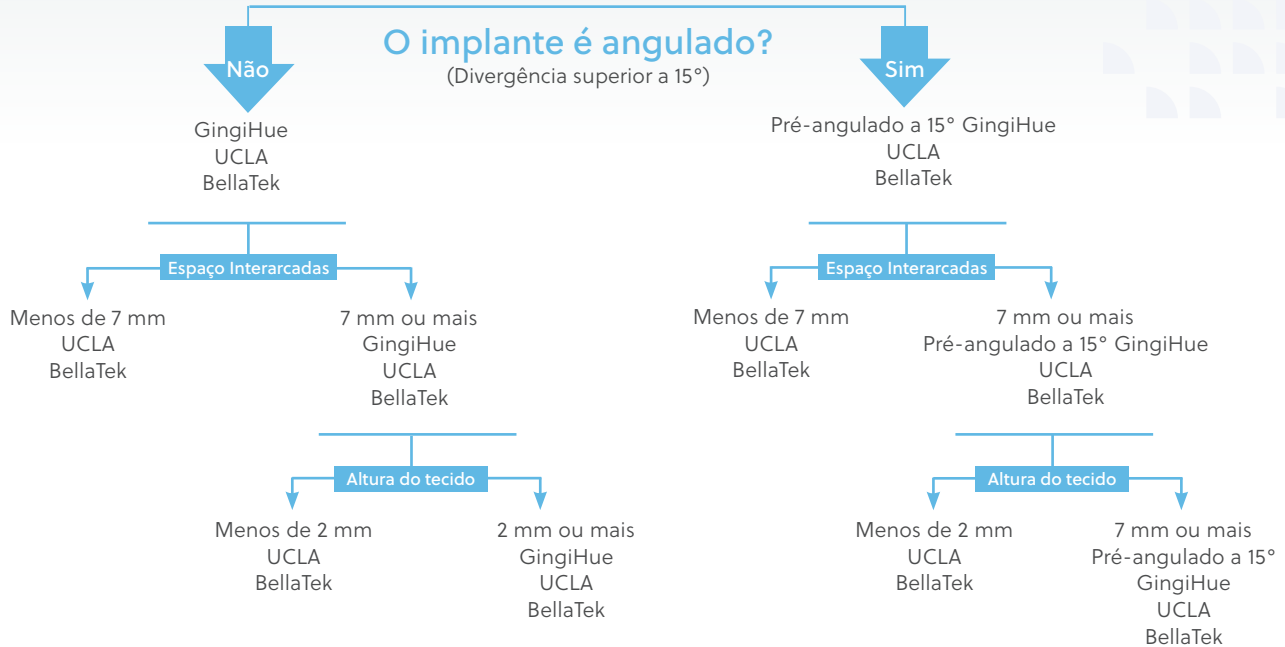 O implante é angulado?
(Divergência superior a 15°)
Não
Sim
GingiHue
UCLA
BellaTek
Pré-angulado a 15° GingiHue
UCLA
BellaTek
Espaço Interarcadas
Espaço Interarcadas
Menos de 7 mm
UCLA
BellaTek
7 mm ou mais
GingiHue
UCLA
BellaTek
Menos de 7 mm
UCLA
BellaTek
7 mm ou mais
Pré-angulado a 15° GingiHue
UCLA
BellaTek
Altura do tecido
Altura do tecido
Menos de 2 mm
UCLA
BellaTek
2 mm ou mais
GingiHue
UCLA
BellaTek
Menos de 2 mm
UCLA
BellaTek
7 mm ou mais
Pré-angulado a 15°
GingiHue
UCLA
BellaTek